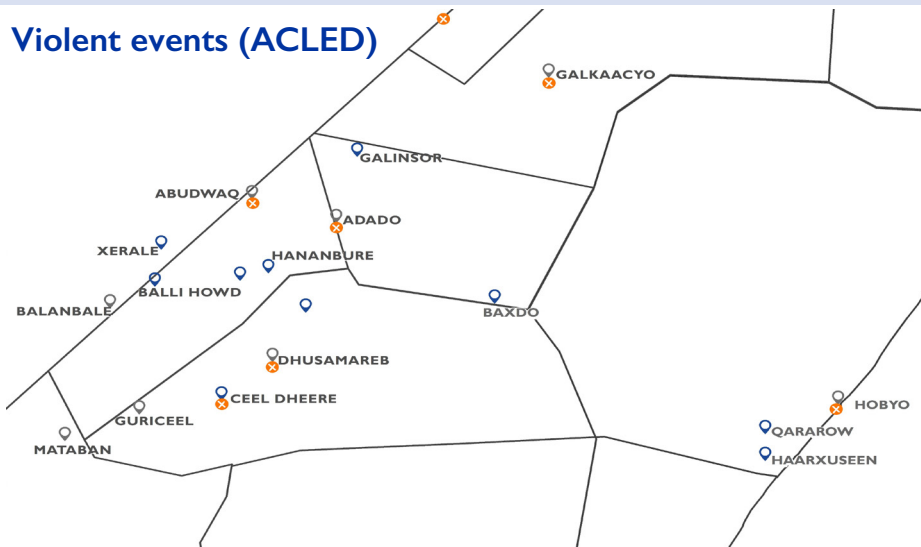 Violent events (ACLED)
GALKAACYO
GALINSOR
ABUDWAQ
ADADO
XERALE
HANANBURE
BALLI HOWD
BALANBALE
BAXDO
DHUSAMAREB
CEEL DHEERE
GURICEEL
HOBYO
MATABAN
QARAROW
HAARXUSEEN